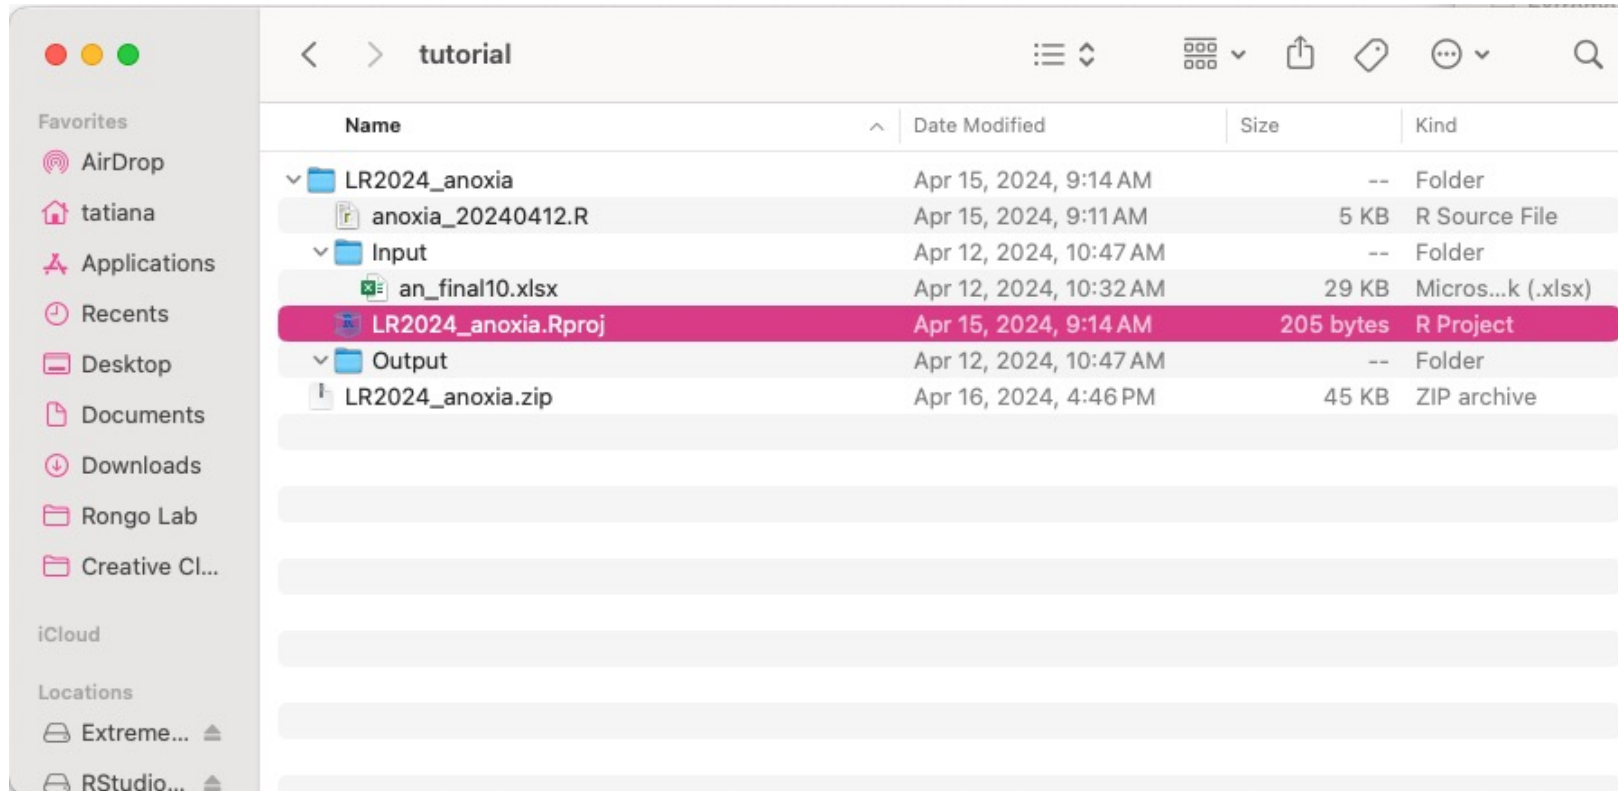 tutorial
Favorites
AirDrop
tatiana
Applications
Recents
Desktop
Documents
Downloads
Rongo Lab
Creative Cl...
iCloud
Locations
Extreme...
RStudio...
Name Date Modified Size Kind
LR2024_anoxia Apr 15, 2024, 9:14 AM -- Folder
anoxia_20240412.R Apr 15, 2024, 9:11 AM 5 KB R Source File
Input Apr 12, 2024, 10:47 AM -- Folder
an_final10.xlsx Apr 12, 2024, 10:32 AM 29 KB Micros...k (.xlsx)
LR2024_anoxia.Rproj Apr 15, 2024, 9:14 AM 205 bytes R Project
Output Apr 12, 2024, 10:47 AM -- Folder
LR2024_anoxia.zip Apr 16, 2024, 4:46 PM 45 KB ZIP archive